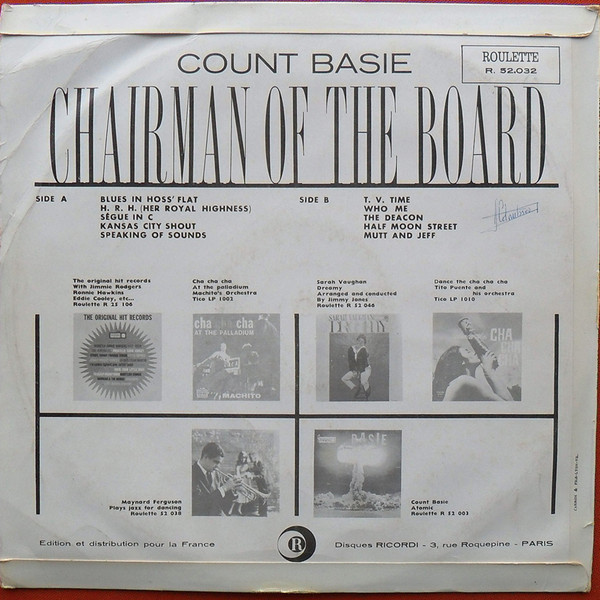 COUNT BASIE
ROULETTE
R. 52.032
CHAIRMAN OF THE BOARD
SIDE A
BLUES IN HOSS' FLAT
H. R. H. (HER ROYAL HIGHNESS)
SÈGUE IN C
KANSAS CITY SHOUT
SPEAKING OF SOUNDS
SIDE B
T. V. TIME
WHO ME
THE DEACON
HALF MOON STREET
MUTT AND JEFF
The original hit records
With Jimmie Rodgers
Ronnie Hawkins
Eddie Cooley, etc...
Roulette R 25 106
Cha cha cha
At the palladium
Machito's Orchestra
Tico LP 1002
Sarah Vaughan
Dreamy
Arranged and conducted
By Jimmy Jones
Roulette R 52 046
Dance the cha cha cha
Tito Puente and
his orchestra
Tico LP 1010
THE ORIGINAL HIT RECORDS
cha cha cha
AT THE PALLADIUM
MACHITO
SARAH VAUGHAN
DREAMY
CHA
CHA
BASIE
Maynard Ferguson
Plays jazz for dancing
Roulette 52 038
Count Basie
Atomic
Roulette R 52 003
Edition et distribution pour la France
R
Disques RICORDI - 3, rue Roquepine - PARIS